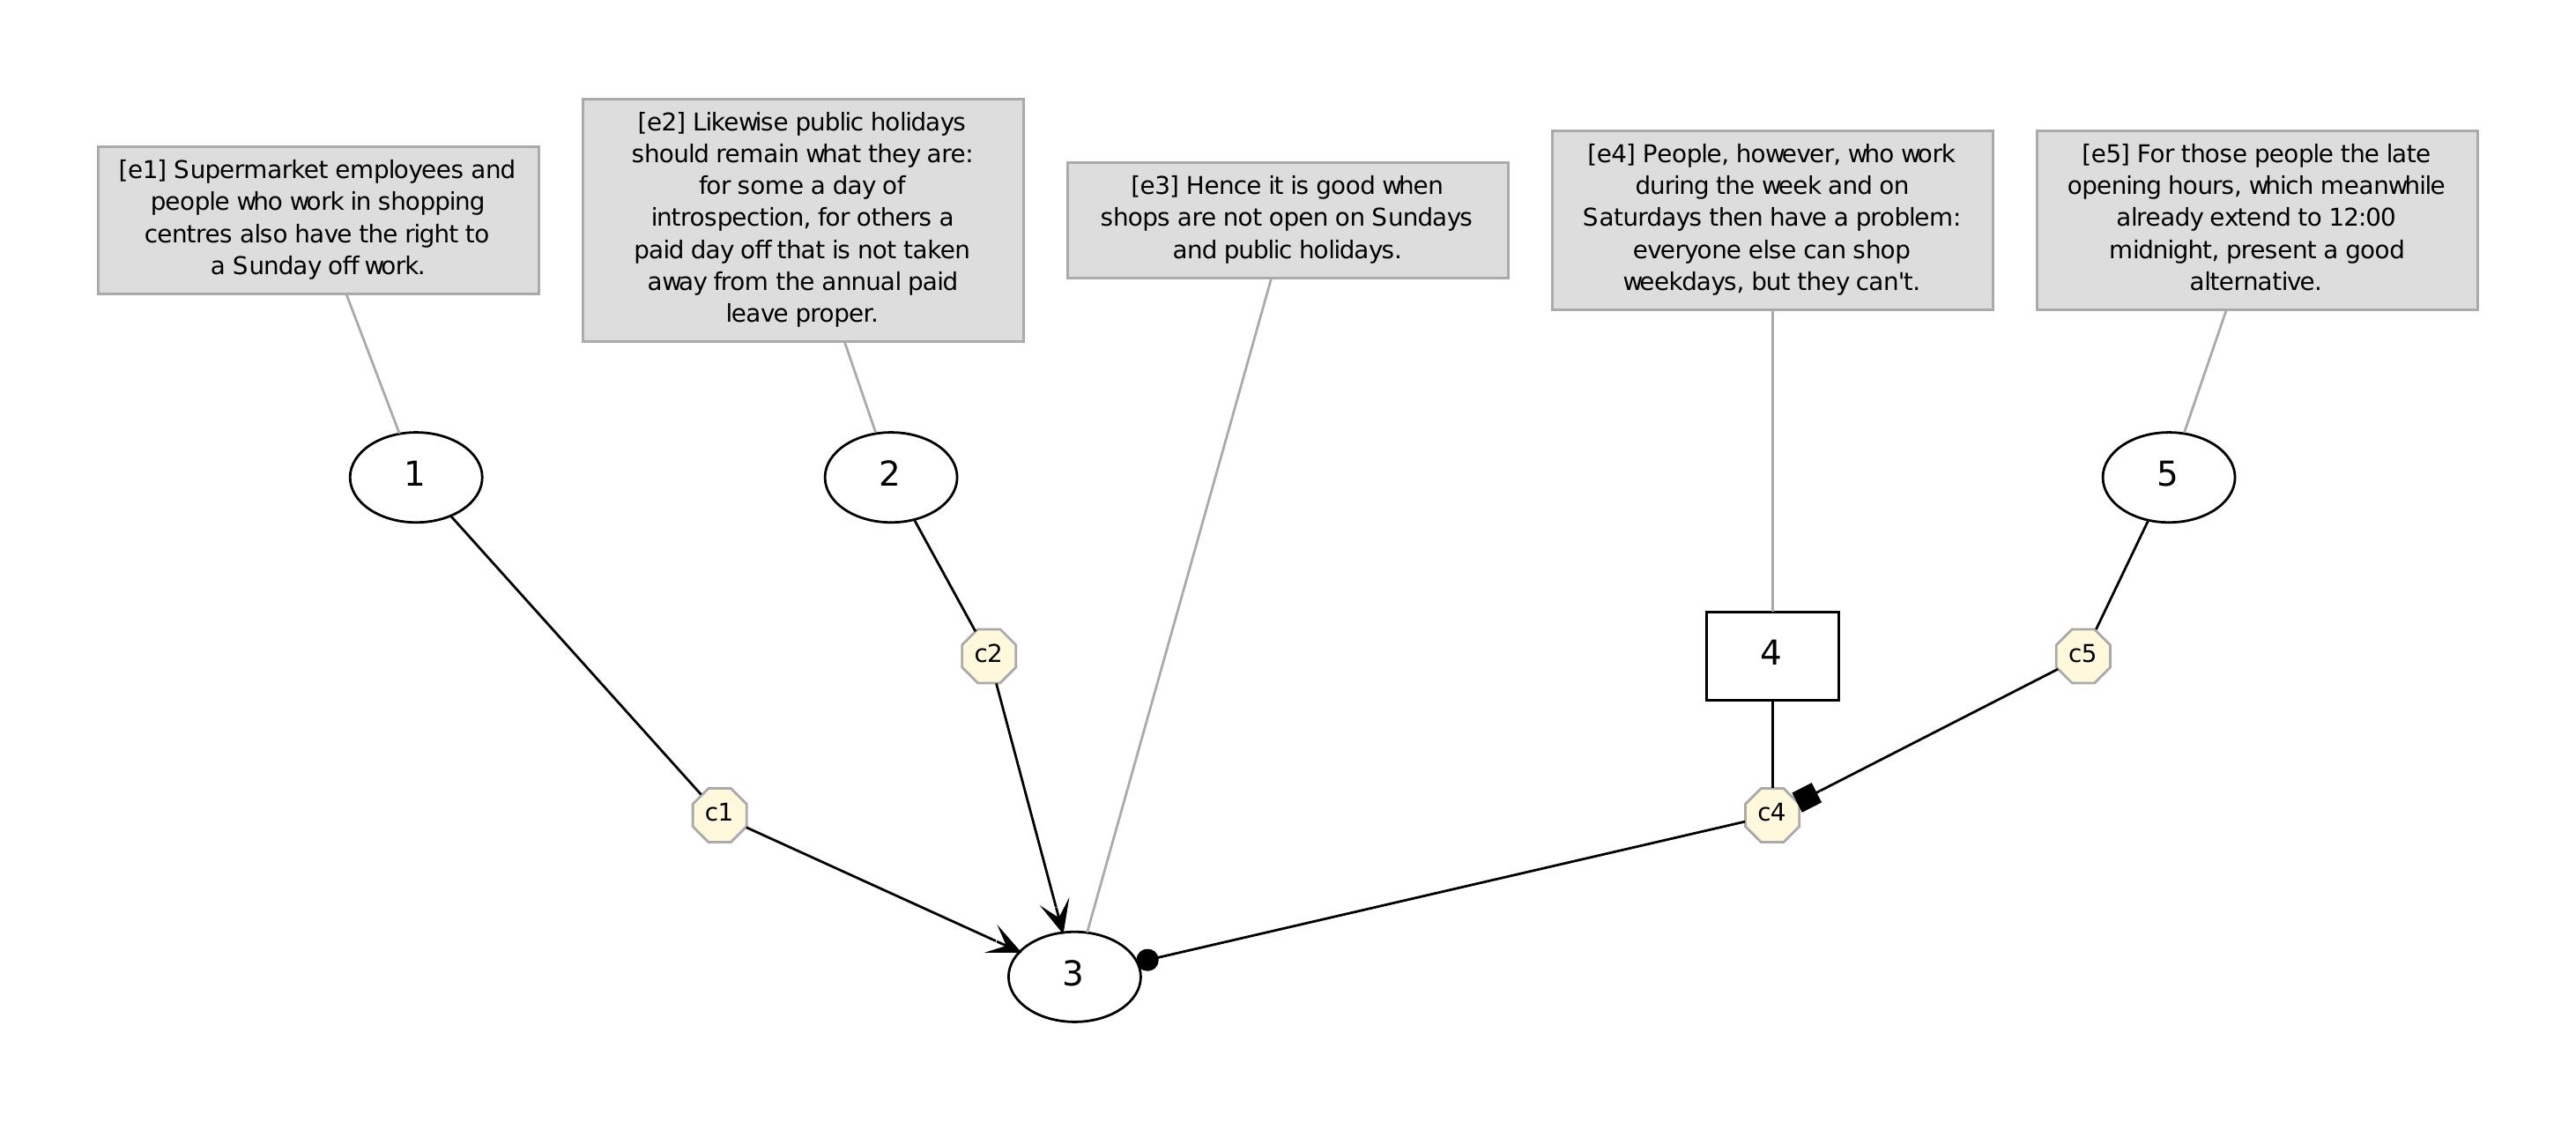 [e1] Supermarket employees and
people who work in shopping
centres also have the right to
a Sunday off work.
[e2] Likewise public holidays
should remain what they are:
for some a day of
introspection, for others a
paid day off that is not taken
away from the annual paid
leave proper.
[e3] Hence it is good when
shops are not open on Sundays
and public holidays.
[e4] People, however, who work
during the week and on
Saturdays then have a problem:
everyone else can shop
weekdays, but they can't.
[e5] For those people the late
opening hours, which meanwhile
already extend to 12:00
midnight, present a good
alternative.
1
2
5
c2
4
c5
c1
c4
3